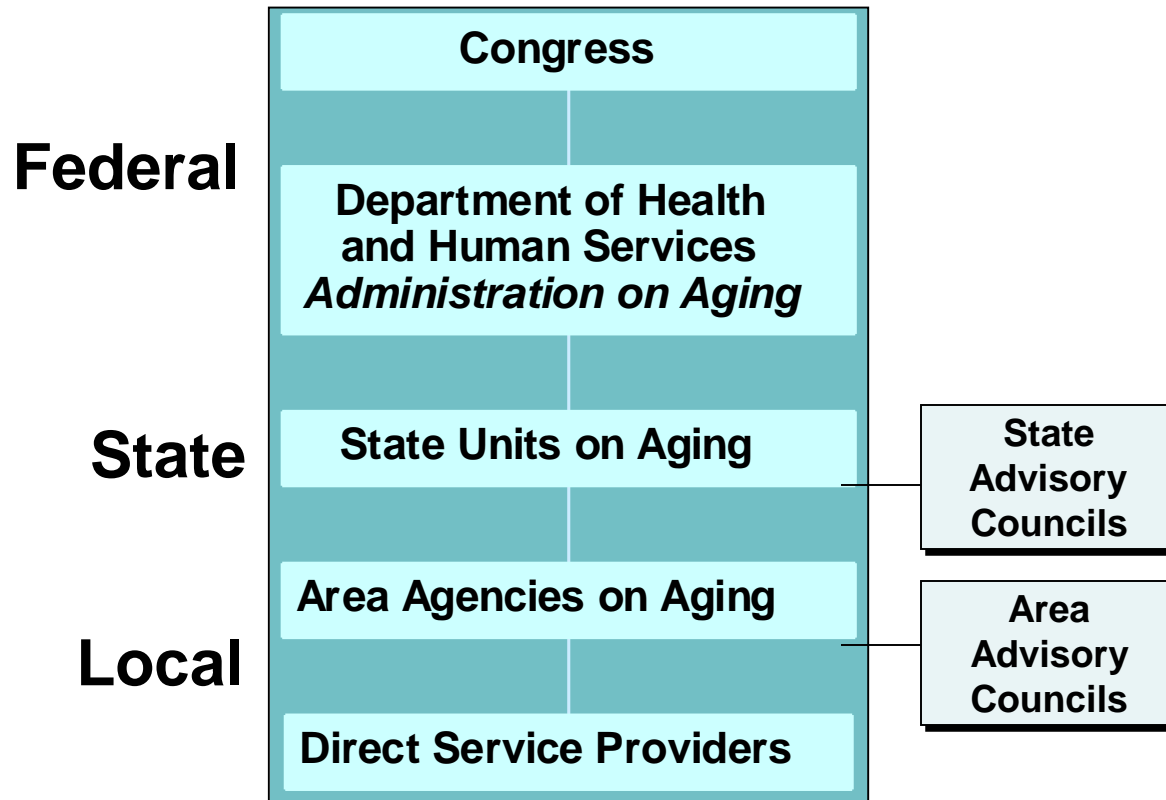 Congress
Federal
Department of Health
and Human Services
Administration on Aging
State
State Units on Aging
State
Advisory
Councils
Area Agencies on Aging
Area
Advisory
Councils
Local
Direct Service Providers